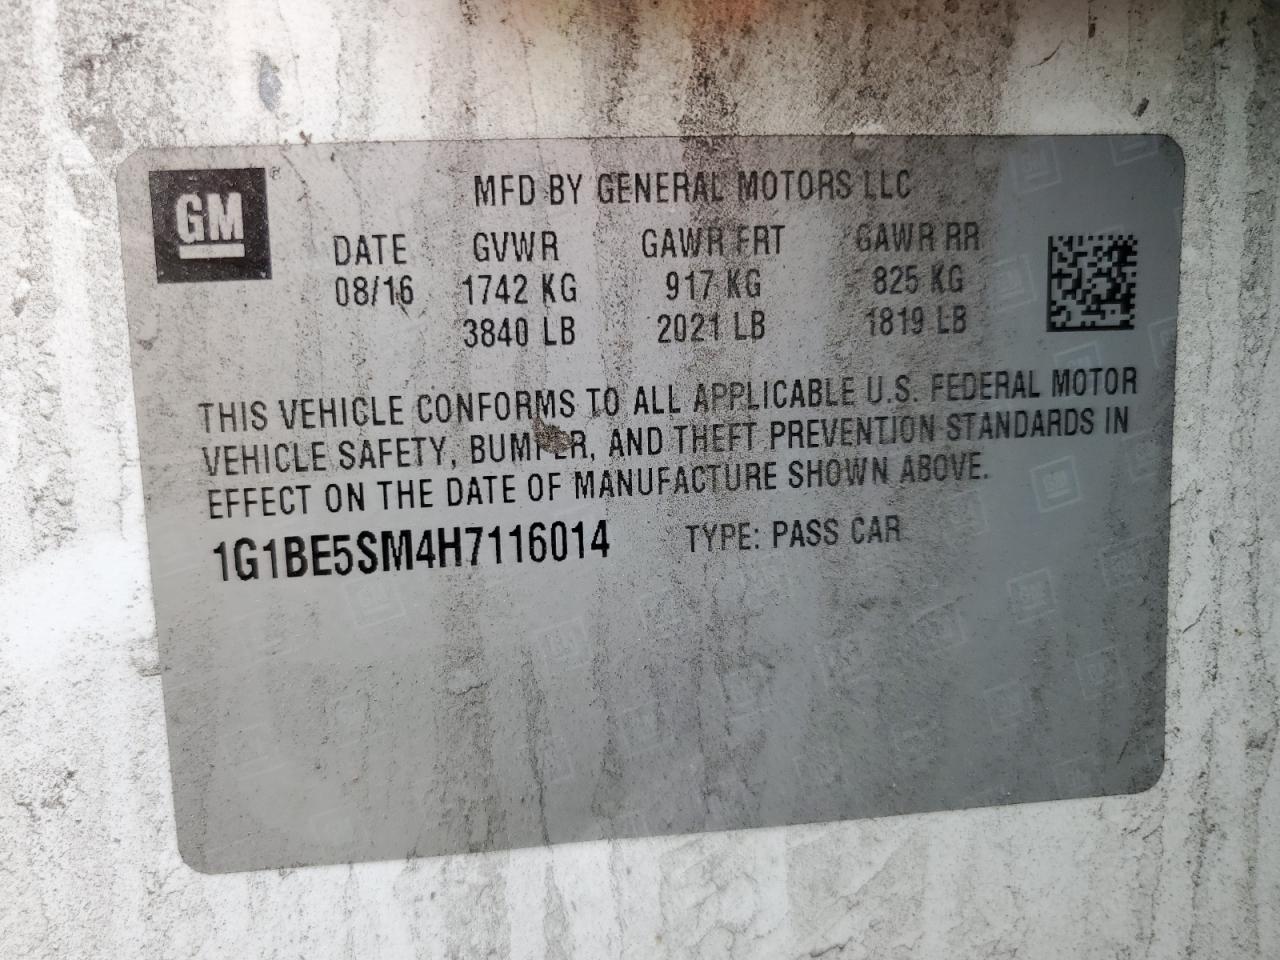 GM ®
MFD BY GENERAL MOTORS LLC
DATE GVWR GAWR FRT GAWR RR
08/16 1742 KG 917 KG 825 KG
3840 LB 2021 LB 1819 LB
THIS VEHICLE CONFORMS TO ALL APPLICABLE U.S. FEDERAL MOTOR
VEHICLE SAFETY, BUMPER, AND THEFT PREVENTION STANDARDS IN
EFFECT ON THE DATE OF MANUFACTURE SHOWN ABOVE.
1G1BE5SM4H7116014 TYPE: PASS CAR